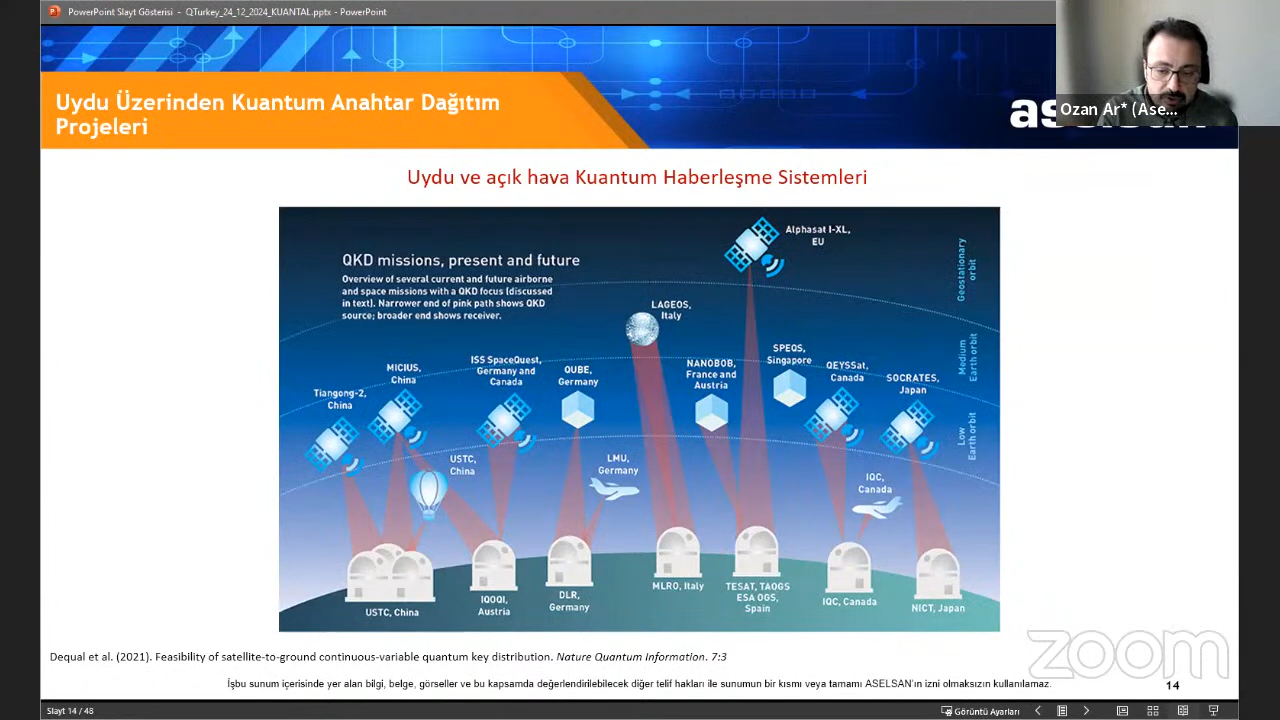 PowerPoint Slayt Gösterisi - QTurkey_24_12_2024_KUANTAL.pptx - PowerPoint
Uydu Üzerinden Kuantum Anahtar Dağıtım
Projeleri
Ozan Ar* (Ase...
Uydu ve açık hava Kuantum Haberleşme Sistemleri
QKD missions, present and future
Overview of several current and future airborne
and space missions with a QKD focus (discussed
in text). Narrower end of pink path shows QKD
source; broader end shows receiver.
Alphasat I-XL,
EU
Geostationary
orbit
LAGEOS,
Italy
Medium
Earth orbit
Tiangong-2,
China
MICIUS,
China
ISS SpaceQuest,
Germany and
Canada
QUBE,
Germany
NANOBOB,
France and
Austria
SPEQS,
Singapore
QEYSSat,
Canada
SOCRATES,
Japan
Low
Earth orbit
USTC,
China
LMU,
Germany
IQC,
Canada
USTC, China
IQOQI,
Austria
DLR,
Germany
MLRO, Italy
TESAT, TAOGS
ESA OGS,
Spain
IQC, Canada
NICT, Japan
Dequal et al. (2021). Feasibility of satellite-to-ground continuous-variable quantum key distribution. Nature Quantum Information. 7:3
İşbu sunum içerisinde yer alan bilgi, belge, görseller ve bu kapsamda değerlendirilebilecek diğer telif hakları ile sunumun bir kısmı veya tamamı ASELSAN'ın izni olmaksızın kullanılamaz.
14
zoom
Slayt 14 / 48
Görüntü Ayarları